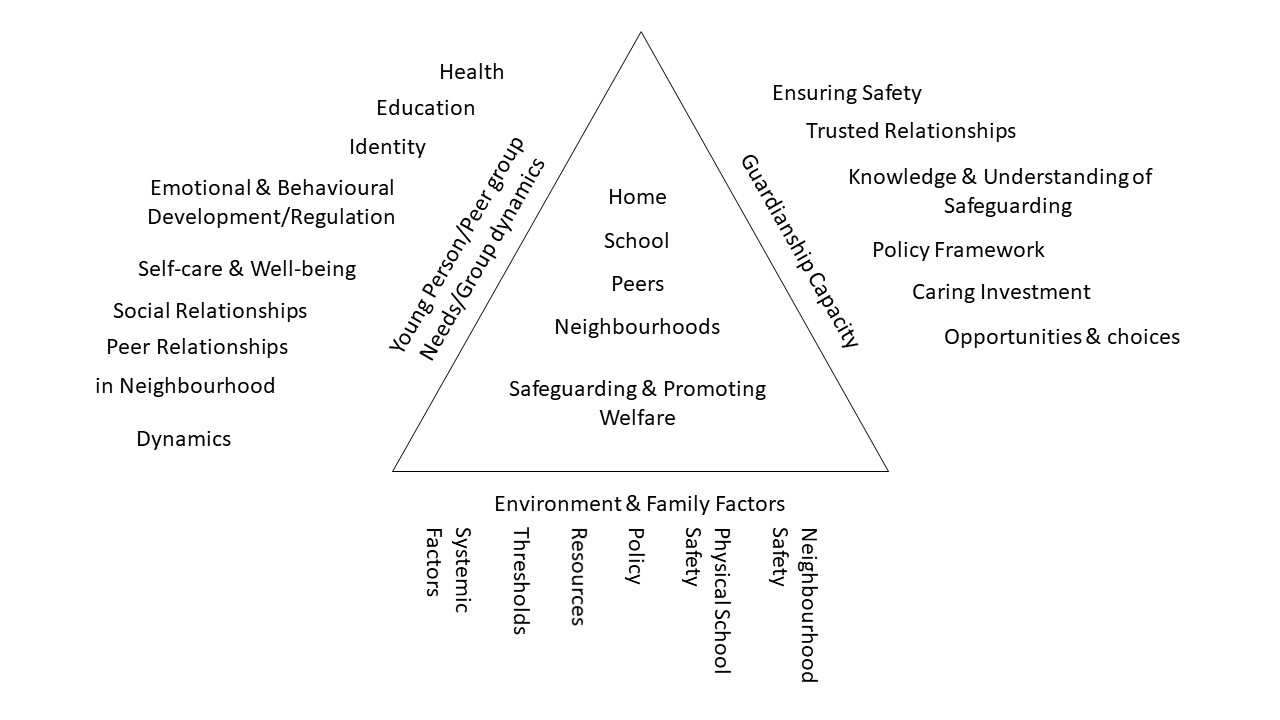 Health
Education
Identity
Emotional & Behavioural
Development/Regulation
Self-care & Well-being
Social Relationships
Peer Relationships
in Neighbourhood
Dynamics
Young Person/Peer group
Needs/Group dynamics
Home
School
Peers
Neighbourhoods
Safeguarding & Promoting
Welfare
Guardianship Capacity
Ensuring Safety
Trusted Relationships
Knowledge & Understanding of
Safeguarding
Policy Framework
Caring Investment
Opportunities & choices
Environment & Family Factors
Systemic
Factors
Thresholds
Resources
Policy
Physical School
Safety
Neighbourhood
Safety